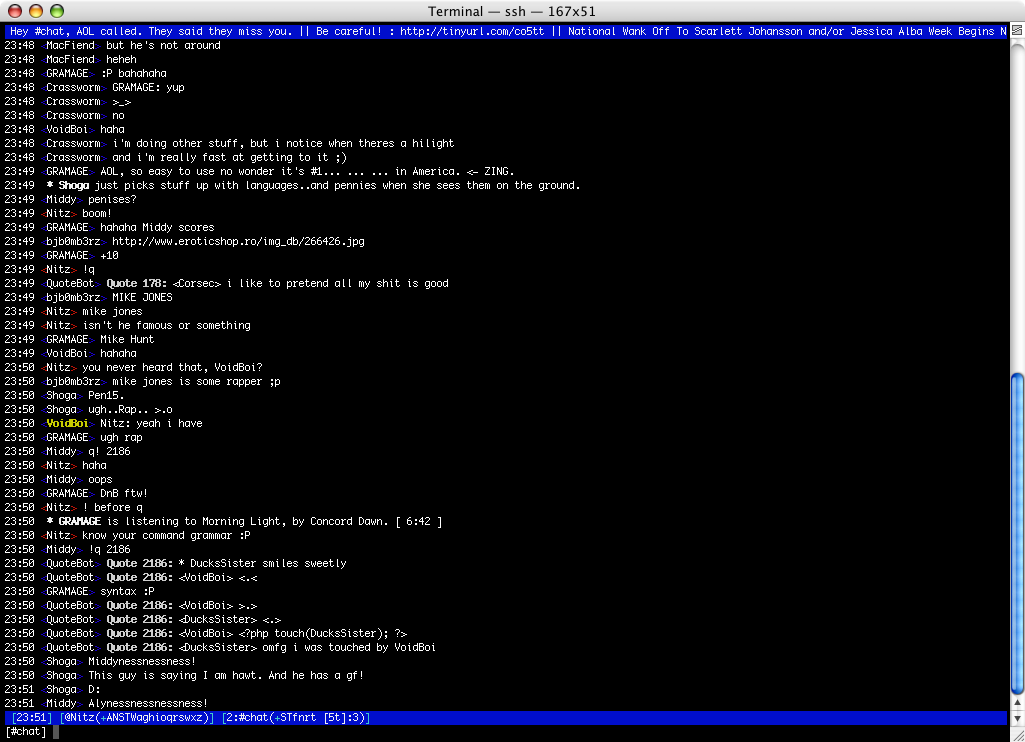 Terminal — ssh — 167x51
Hey #chat, AOL called. They said they miss you. || Be careful! : http://tinyurl.com/co5tt || National Wank Off To Scarlett Johansson and/or Jessica Alba Week Begins N
23:48 <MacFiend> but he's not around
23:48 <MacFiend> heheh
23:48 <GRAMAGE> :P bahahaha
23:48 <Crassworm> GRAMAGE: yup
23:48 <Crassworm> >_>
23:48 <Crassworm> no
23:48 <VoidBoi> haha
23:48 <Crassworm> i'm doing other stuff, but i notice when theres a hilight
23:48 <Crassworm> and i'm really fast at getting to it ;)
23:49 <GRAMAGE> AOL, so easy to use no wonder it's #1... ... ... in America. <- ZING.
23:49  * Shoga just picks stuff up with languages..and pennies when she sees them on the ground.
23:49 <Middy> penises?
23:49 <Nitz> boom!
23:49 <GRAMAGE> hahaha Middy scores
23:49 <bjb0mb3rz> http://www.eroticshop.ro/img_db/266426.jpg
23:49 <GRAMAGE> +10
23:49 <Nitz> !q
23:49 <QuoteBot> Quote 178: <Corsec> i like to pretend all my shit is good
23:49 <bjb0mb3rz> MIKE JONES
23:49 <Nitz> mike jones
23:49 <Nitz> isn't he famous or something
23:49 <GRAMAGE> Mike Hunt
23:49 <VoidBoi> hahaha
23:50 <Nitz> you never heard that, VoidBoi?
23:50 <bjb0mb3rz> mike jones is some rapper ;p
23:50 <Shoga> Pen15.
23:50 <Shoga> ugh..Rap.. >.o
23:50 <VoidBoi> Nitz: yeah i have
23:50 <GRAMAGE> ugh rap
23:50 <Middy> q! 2186
23:50 <Nitz> haha
23:50 <Middy> oops
23:50 <GRAMAGE> DnB ftw!
23:50 <Nitz> ! before q
23:50  * GRAMAGE is listening to Morning Light, by Concord Dawn. [ 6:42 ]
23:50 <Nitz> know your command grammar :P
23:50 <Middy> !q 2186
23:50 <QuoteBot> Quote 2186: * DucksSister smiles sweetly
23:50 <QuoteBot> Quote 2186: <VoidBoi> <.<
23:50 <GRAMAGE> syntax :P
23:50 <QuoteBot> Quote 2186: <VoidBoi> >.>
23:50 <QuoteBot> Quote 2186: <DucksSister> <.>
23:50 <QuoteBot> Quote 2186: <VoidBoi> <?php touch(DucksSister); ?>
23:50 <QuoteBot> Quote 2186: <DucksSister> omfg i was touched by VoidBoi
23:50 <Shoga> Middynessnessness!
23:50 <Shoga> This guy is saying I am hawt. And he has a gf!
23:51 <Shoga> D:
23:51 <Middy> Alynessnessness!
[23:51] [@Nitz(+ANSTWaghioqrswxz)] [2:#chat(+STfnrt [5t]:3)]
[#chat]